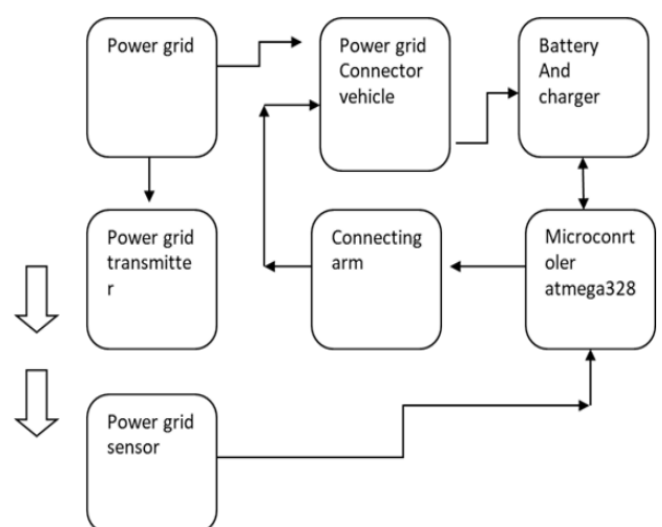 Power grid
Power grid
Connector
vehicle
Battery
And
charger
Power grid
transmitte
r
Connecting
arm
Microconrt
oler
atmega328
Power grid
sensor